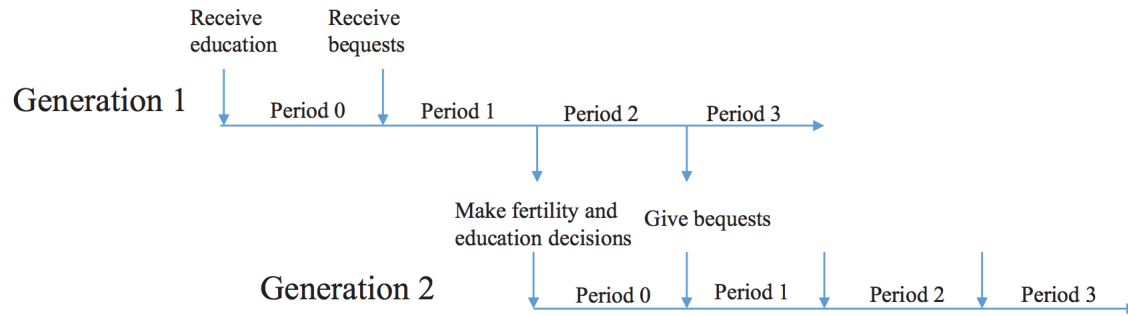 Receive
education
Receive
bequests
Generation 1
Period 0
Period 1
Period 2
Period 3
Make fertility and
education decisions
Give bequests
Generation 2
Period 0
Period 1
Period 2
Period 3